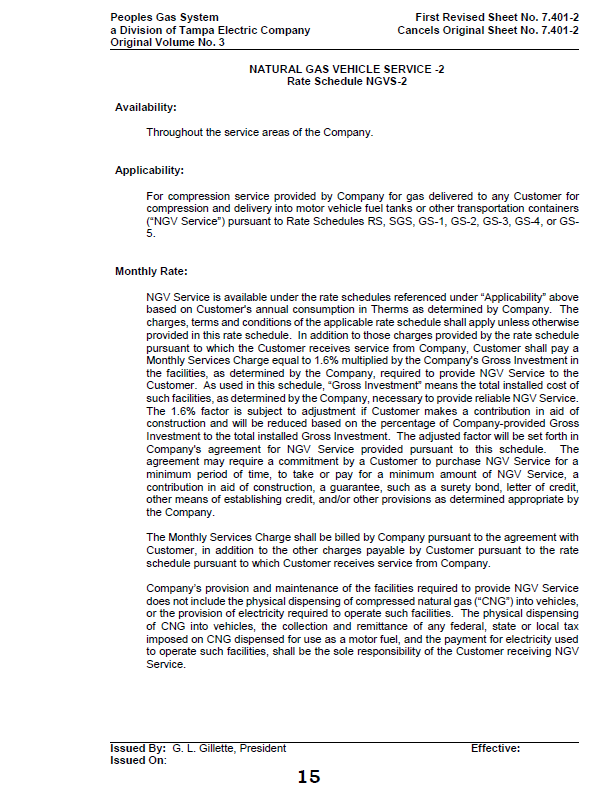 Peoples Gas System
a Division of Tampa Electric Company
Original Volume No. 3
First Revised Sheet No. 7.401-2
Cancels Original Sheet No. 7.401-2
NATURAL GAS VEHICLE SERVICE -2
Rate Schedule NGVS-2
Availability:
Throughout the service areas of the Company.
Applicability:
For compression service provided by Company for gas delivered to any Customer for
compression and delivery into motor vehicle fuel tanks or other transportation containers
(“NGV Service”) pursuant to Rate Schedules RS, SGS, GS-1, GS-2, GS-3, GS-4, or GS-
5.
Monthly Rate:
NGV Service is available under the rate schedules referenced under “Applicability” above
based on Customer's annual consumption in Therms as determined by Company. The
charges, terms and conditions of the applicable rate schedule shall apply unless otherwise
provided in this rate schedule. In addition to those charges provided by the rate schedule
pursuant to which the Customer receives service from Company, Customer shall pay a
Monthly Services Charge equal to 1.6% multiplied by the Company's Gross Investment in
the facilities, as determined by the Company, required to provide NGV Service to the
Customer. As used in this schedule, “Gross Investment” means the total installed cost of
such facilities, as determined by the Company, necessary to provide reliable NGV Service.
The 1.6% factor is subject to adjustment if Customer makes a contribution in aid of
construction and will be reduced based on the percentage of Company-provided Gross
Investment to the total installed Gross Investment. The adjusted factor will be set forth in
Company's agreement for NGV Service provided pursuant to this schedule. The
agreement may require a commitment by a Customer to purchase NGV Service for a
minimum period of time, to take or pay for a minimum amount of NGV Service, a
contribution in aid of construction, a guarantee, such as a surety bond, letter of credit,
other means of establishing credit, and/or other provisions as determined appropriate by
the Company.
The Monthly Services Charge shall be billed by Company pursuant to the agreement with
Customer, in addition to the other charges payable by Customer pursuant to the rate
schedule pursuant to which Customer receives service from Company.
Company’s provision and maintenance of the facilities required to provide NGV Service
does not include the physical dispensing of compressed natural gas (“CNG”) into vehicles,
or the provision of electricity required to operate such facilities. The physical dispensing
of CNG into vehicles, the collection and remittance of any federal, state or local tax
imposed on CNG dispensed for use as a motor fuel, and the payment for electricity used
to operate such facilities, shall be the sole responsibility of the Customer receiving NGV
Service.
Issued By: G. L. Gillette, President
Issued On:
Effective:
15